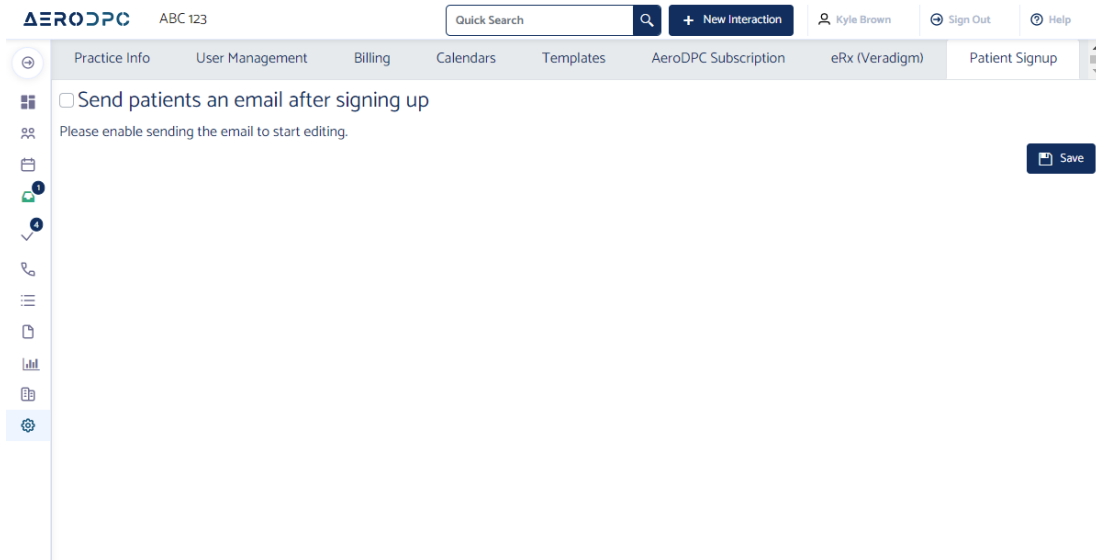 AERODPC ABC 123 Quick Search + New Interaction Kyle Brown Sign Out Help
Practice Info User Management Billing Calendars Templates AeroDPC Subscription eRx (Veradigm) Patient Signup
Send patients an email after signing up
Please enable sending the email to start editing.
Save
1
4